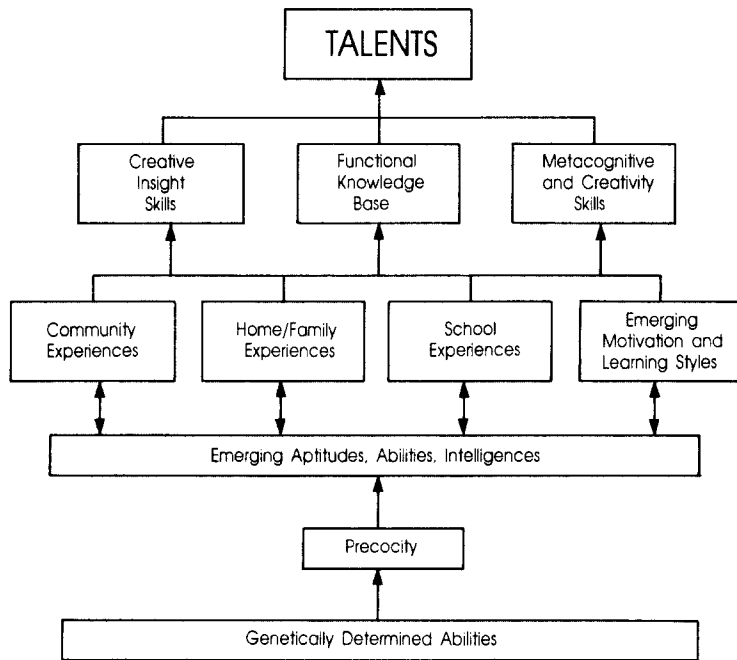 TALENTS
Creative
Insight
Skills
Functional
Knowledge
Base
Metacognitive
and Creativity
Skills
Community
Experiences
Home/Family
Experiences
School
Experiences
Emerging
Motivation and
Learning Styles
Emerging Aptitudes, Abilities, Intelligences
Precocity
Genetically Determined Abilities